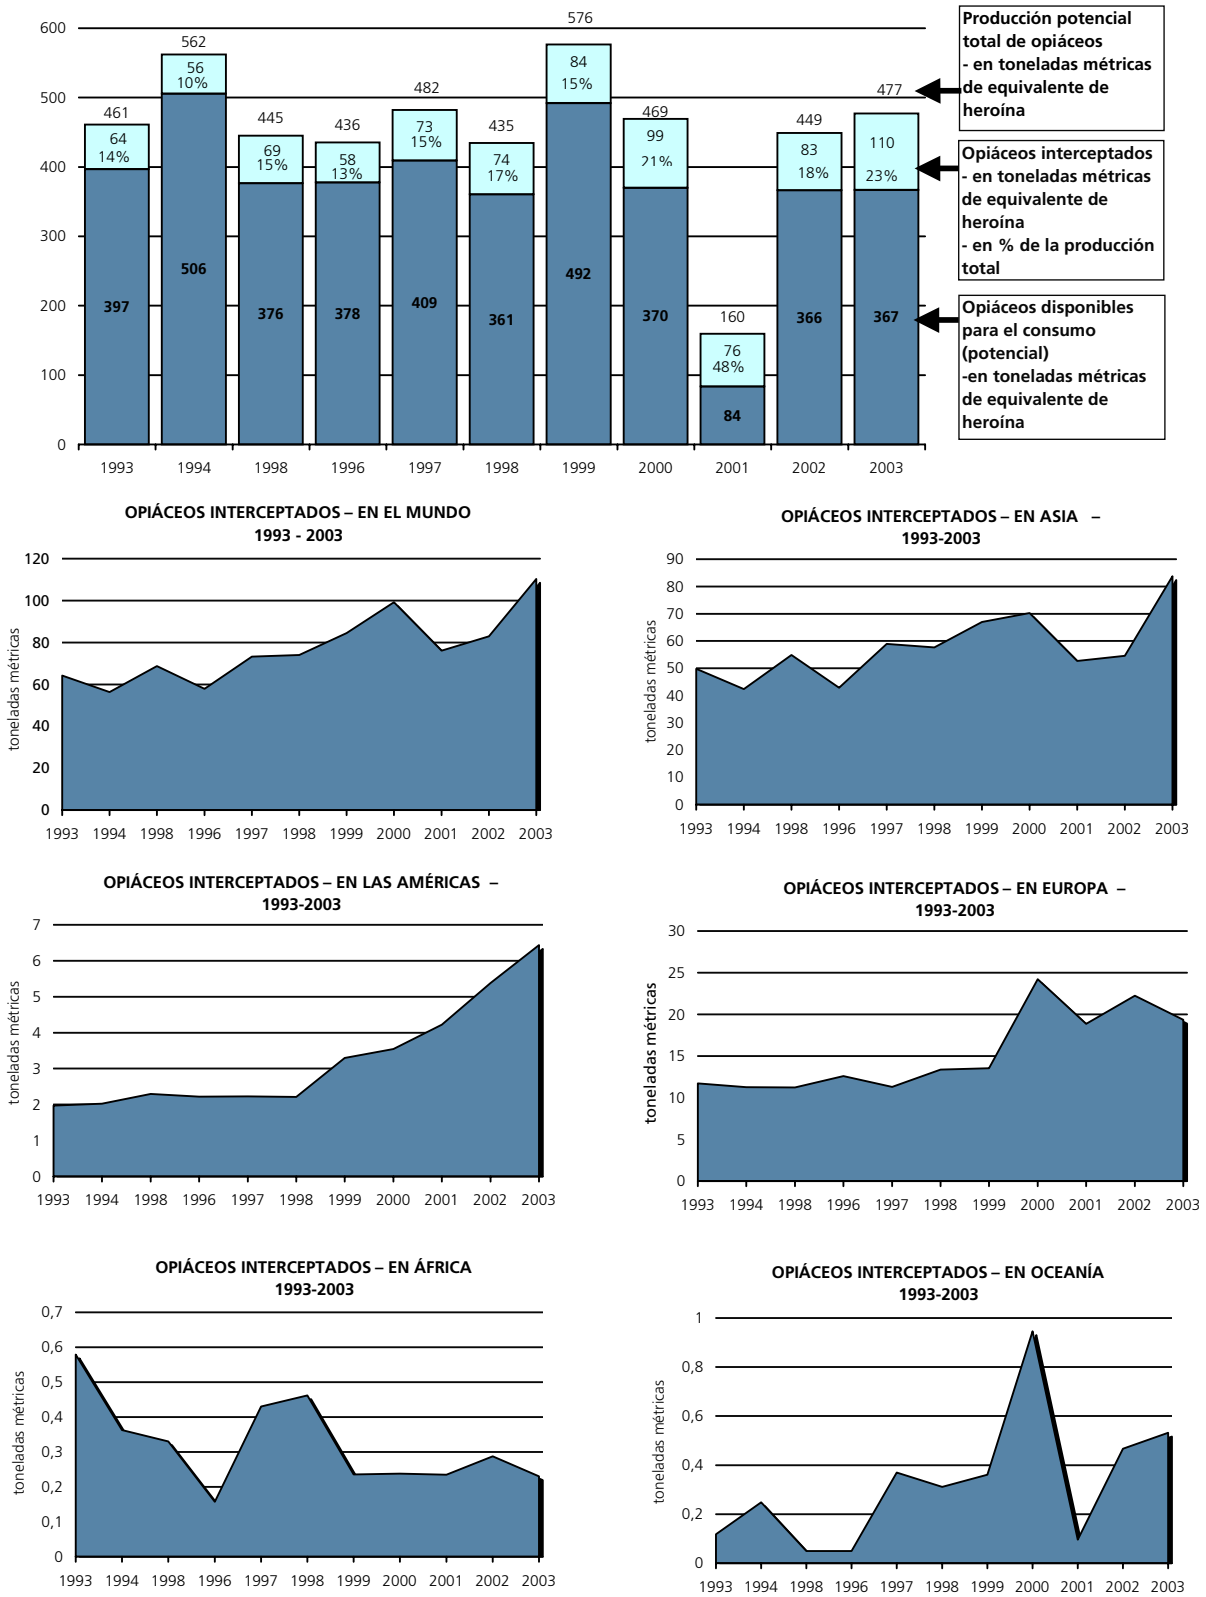 600
500
400
300
200
100
0
461
64
14%
397
562
56
10%
506
445
69
15%
376
436
58
13%
378
482
73
15%
409
435
74
17%
361
576
84
15%
492
469
99
21%
370
160
76
48%
84
449
83
18%
366
477
110
23%
367
1993 1994 1998 1996 1997 1998 1999 2000 2001 2002 2003
Producción potencial
total de opiáceos
- en toneladas métricas
de equivalente de
heroína
Opiáceos interceptados
- en toneladas métricas
de equivalente de
heroína
- en % de la producción
total
Opiáceos disponibles
para el consumo
(potencial)
-en toneladas métricas
de equivalente de
heroína
OPIÁCEOS INTERCEPTADOS – EN EL MUNDO
1993 - 2003
toneladas métricas
120
100
80
60
40
20
0
1993 1994 1998 1996 1997 1998 1999 2000 2001 2002 2003
OPIÁCEOS INTERCEPTADOS – EN ASIA –
1993-2003
toneladas métricas
90
80
70
60
50
40
30
20
10
0
1993 1994 1998 1996 1997 1998 1999 2000 2001 2002 2003
OPIÁCEOS INTERCEPTADOS – EN LAS AMÉRICAS –
1993-2003
toneladas métricas
7
6
5
4
3
2
1
0
1993 1994 1998 1996 1997 1998 1999 2000 2001 2002 2003
OPIÁCEOS INTERCEPTADOS – EN EUROPA –
1993-2003
toneladas métricas
30
25
20
15
10
5
0
1993 1994 1998 1996 1997 1998 1999 2000 2001 2002 2003
OPIÁCEOS INTERCEPTADOS – EN ÁFRICA
1993-2003
toneladas métricas
0,7
0,6
0,5
0,4
0,3
0,2
0,1
0
1993 1994 1998 1996 1997 1998 1999 2000 2001 2002 2003
OPIÁCEOS INTERCEPTADOS – EN OCEANÍA
1993-2003
toneladas métricas
1
0,8
0,6
0,4
0,2
0
1993 1994 1998 1996 1997 1998 1999 2000 2001 2002 2003